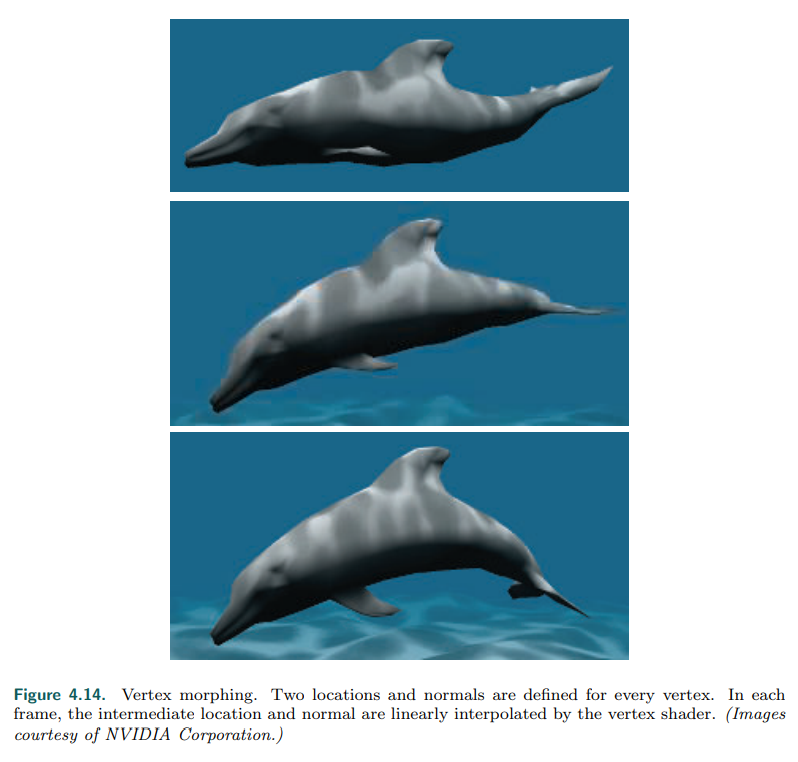 Figure 4.14. Vertex morphing. Two locations and normals are defined for every vertex. In each
frame, the intermediate location and normal are linearly interpolated by the vertex shader. (Images
courtesy of NVIDIA Corporation.)